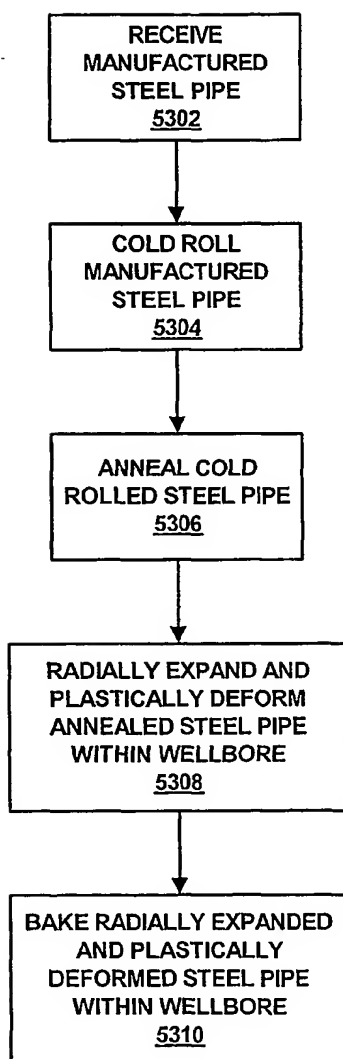 RECEIVE
MANUFACTURED
STEEL PIPE
5302
COLD ROLL
MANUFACTURED
STEEL PIPE
5304
ANNEAL COLD
ROLLED STEEL PIPE
5306
RADIALLY EXPAND AND
PLASTICALLY DEFORM
ANNEALED STEEL PIPE
WITHIN WELLBORE
5308
BAKE RADIALLY EXPANDED
AND PLASTICALLY
DEFORMED STEEL PIPE
WITHIN WELLBORE
5310